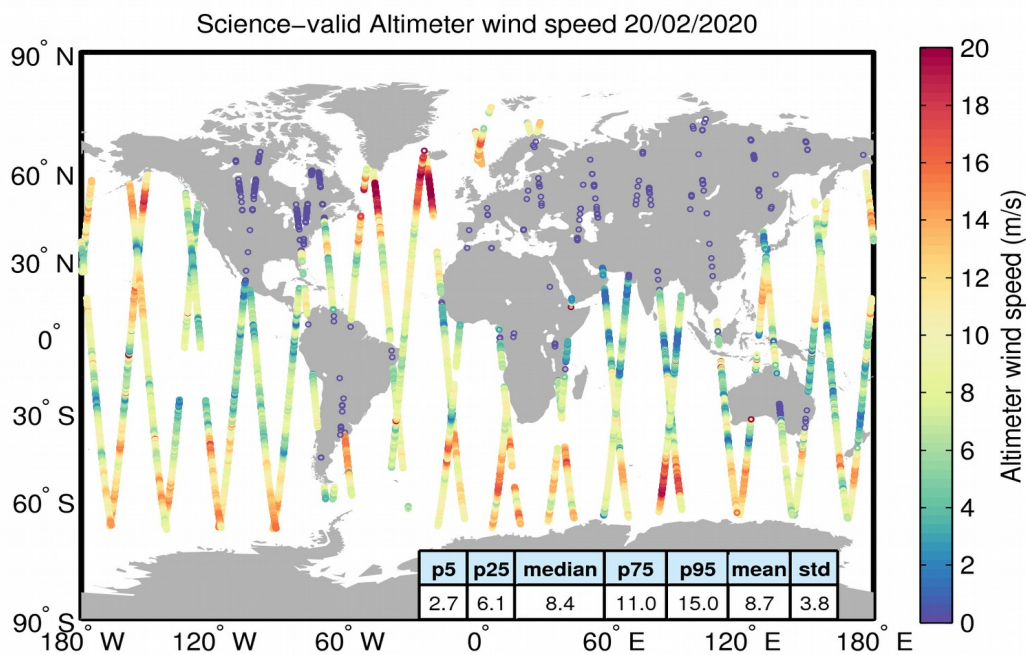 Science−valid Altimeter wind speed 20/02/2020
90° N
60° N
30° N
0°
30° S
60° S
90° S
180° W
120° W
60° W
0°
60° E
120° E
180° E
p5 p25 median p75 p95 mean std
2.7 6.1 8.4 11.0 15.0 8.7 3.8
20
18
16
14
12
10
8
6
4
2
0
Altimeter wind speed (m/s)